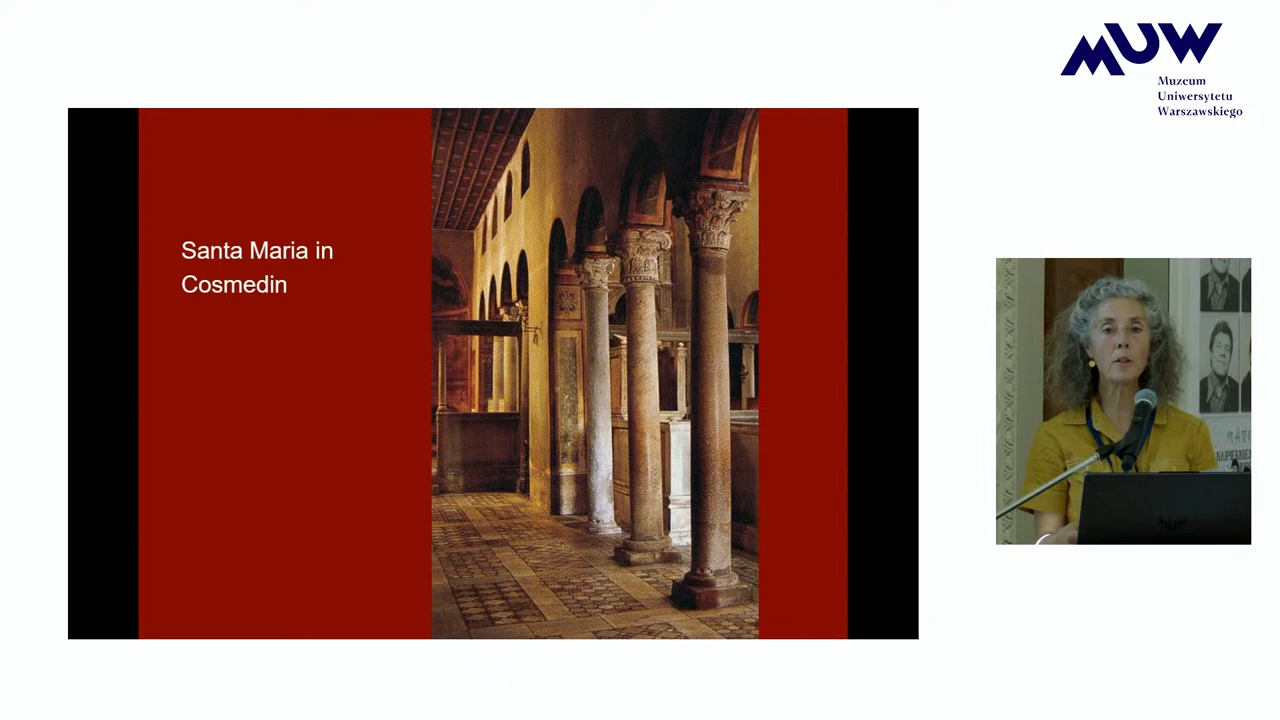 MUW
Muzeum
Uniwersytetu
Warszawskiego
Santa Maria in
Cosmedin